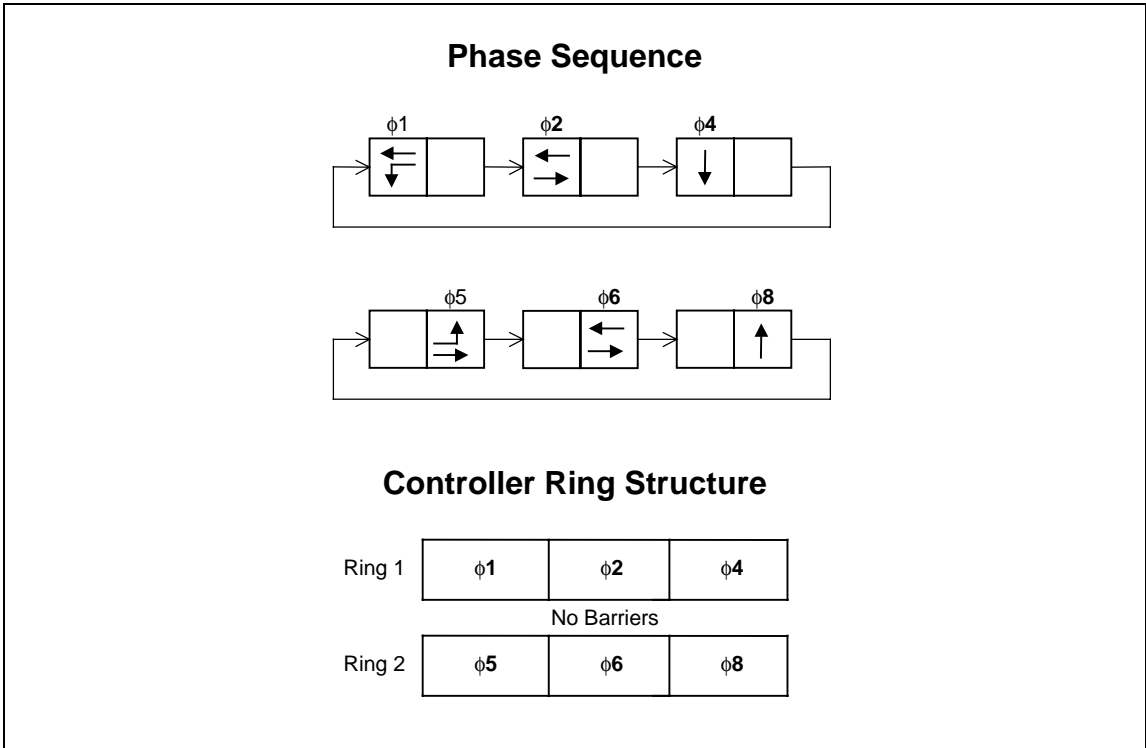 Phase Sequence
ϕ1 ϕ2 ϕ4
ϕ5 ϕ6 ϕ8
Controller Ring Structure
Ring 1 ϕ1 ϕ2 ϕ4
No Barriers
Ring 2 ϕ5 ϕ6 ϕ8